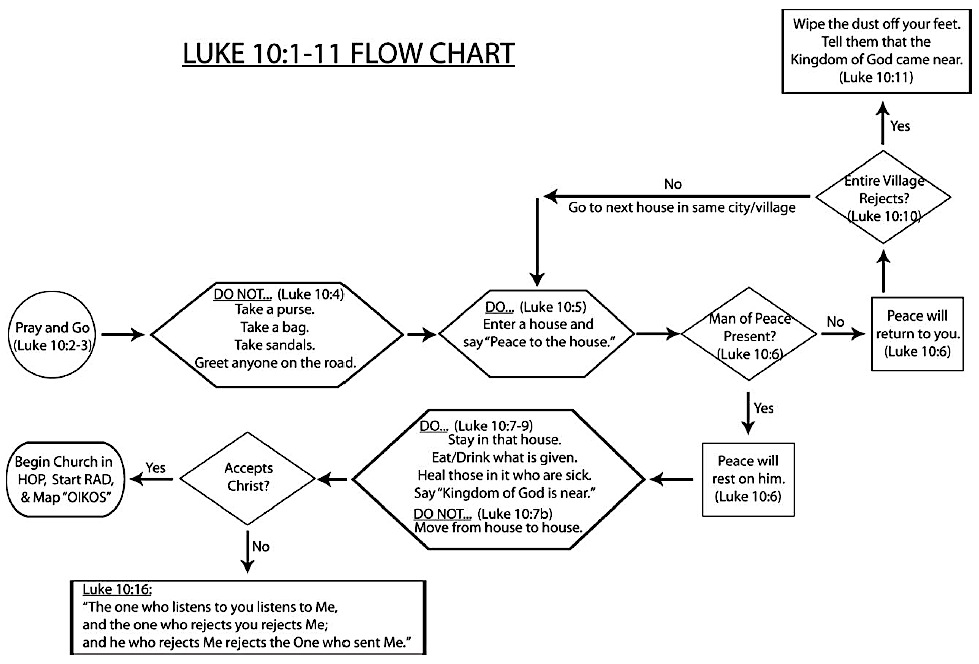 LUKE 10:1-11 FLOW CHART
Wipe the dust off your feet.
Tell them that the
Kingdom of God came near.
(Luke 10:11)
Yes
Entire Village
Rejects?
(Luke 10:10)
No
Go to next house in same city/village
Pray and Go
(Luke 10:2-3)
DO NOT... (Luke 10:4)
Take a purse.
Take a bag.
Take sandals.
Greet anyone on the road.
DO... (Luke 10:5)
Enter a house and
say "Peace to the house."
Man of Peace
Present?
(Luke 10:6)
No
Peace will
return to you.
(Luke 10:6)
Yes
Peace will
rest on him.
(Luke 10:6)
DO... (Luke 10:7-9)
Stay in that house.
Eat/Drink what is given.
Heal those in it who are sick.
Say "Kingdom of God is near."
DO NOT... (Luke 10:7b)
Move from house to house.
Accepts
Christ?
Yes
Begin Church in
HOP, Start RAD,
& Map "OIKOS"
No
Luke 10:16:
"The one who listens to you listens to Me,
and the one who rejects you rejects Me;
and he who rejects Me rejects the One who sent Me."